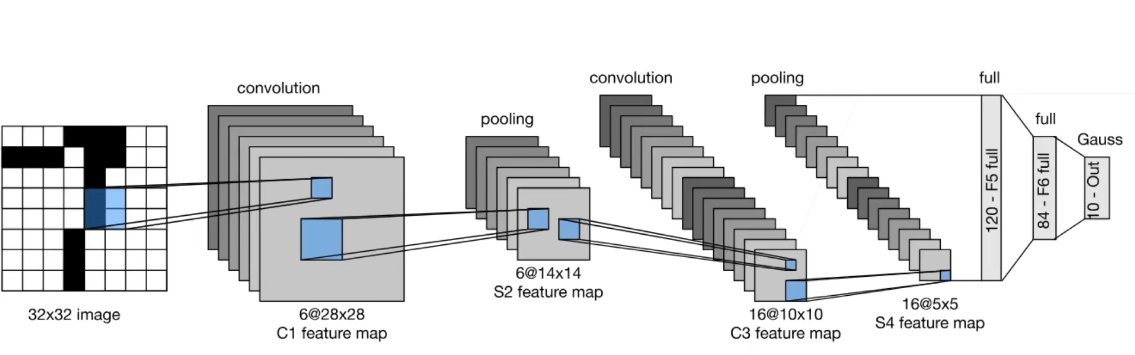 convolution
pooling
convolution
pooling
full
full
Gauss
120 - F5 full
84 - F6 full
10 - Out
32x32 image
6@28x28
C1 feature map
6@14x14
S2 feature map
16@10x10
C3 feature map
16@5x5
S4 feature map